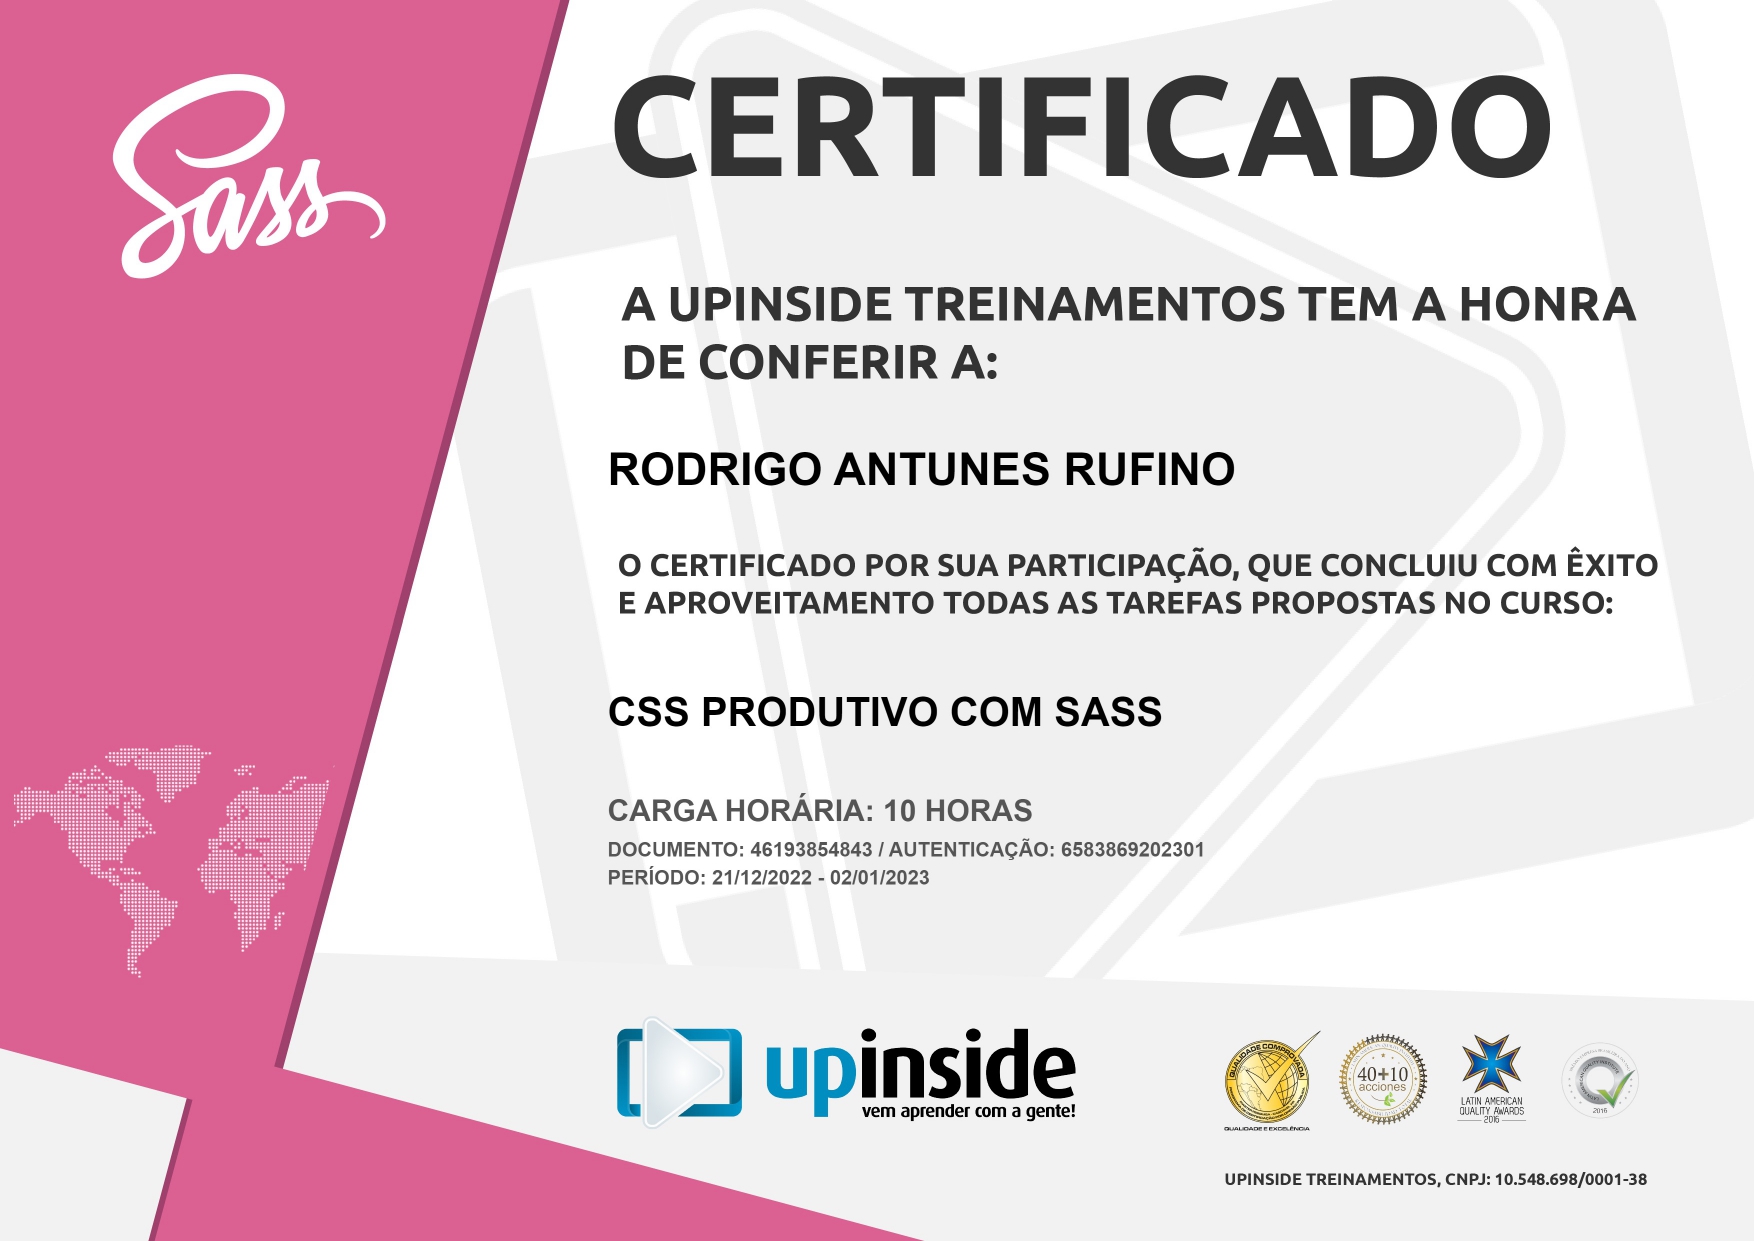 Sass
CERTIFICADO
A UPINSIDE TREINAMENTOS TEM A HONRA
DE CONFERIR A:
RODRIGO ANTUNES RUFINO
O CERTIFICADO POR SUA PARTICIPAÇÃO, QUE CONCLUIU COM ÊXITO
E APROVEITAMENTO TODAS AS TAREFAS PROPOSTAS NO CURSO:
CSS PRODUTIVO COM SASS
CARGA HORÁRIA: 10 HORAS
DOCUMENTO: 46193854843 / AUTENTICAÇÃO: 6583869202301
PERÍODO: 21/12/2022 - 02/01/2023
upinside
vem aprender com a gente!
QUALIDADE COMPROVADA
QUALIDADE E EXCELÊNCIA
40+10
acciones
LATIN AMERICAN
QUALITY AWARDS
2016
2016
UPINSIDE TREINAMENTOS, CNPJ: 10.548.698/0001-38